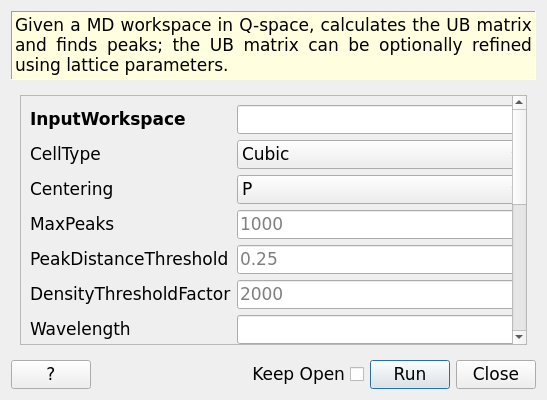 Given a MD workspace in Q-space, calculates the UB matrix
and finds peaks; the UB matrix can be optionally refined
using lattice parameters.
InputWorkspace
CellType Cubic
Centering P
MaxPeaks 1000
PeakDistanceThreshold 0.25
DensityThresholdFactor 2000
Wavelength
? Keep Open Run Close